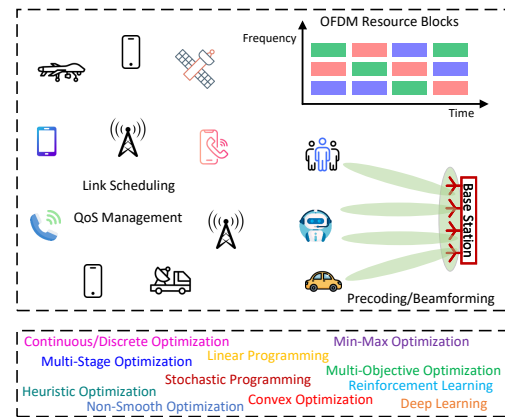 OFDM Resource Blocks
Frequency
Time
Link Scheduling
QoS Management
Base Station
Precoding/Beamforming
Continuous/Discrete Optimization
Min-Max Optimization
Linear Programming
Multi-Stage Optimization
Multi-Objective Optimization
Stochastic Programming
Reinforcement Learning
Heuristic Optimization
Convex Optimization
Non-Smooth Optimization
Deep Learning